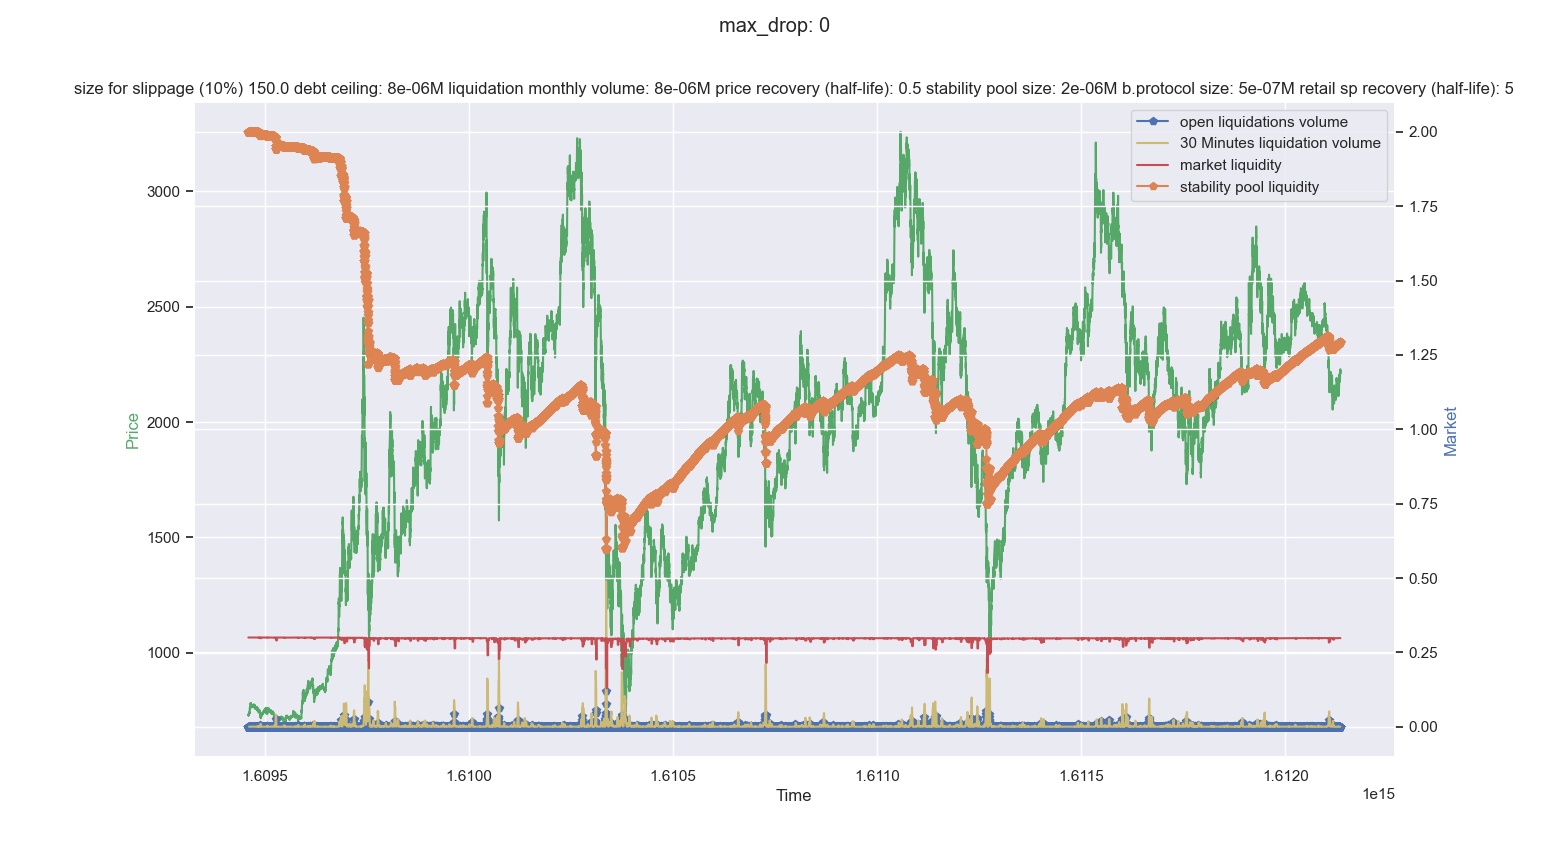 max_drop: 0
size for slippage (10%) 150.0 debt ceiling: 8e-06M liquidation monthly volume: 8e-06M price recovery (half-life): 0.5 stability pool size: 2e-06M b.protocol size: 5e-07M retail sp recovery (half-life): 5
open liquidations volume
30 Minutes liquidation volume
market liquidity
stability pool liquidity
3000
2500
2000
1500
1000
Price
2.00
1.75
1.50
1.25
1.00
0.75
0.50
0.25
0.00
Market
1.6095 1.6100 1.6105 1.6110 1.6115 1.6120
Time
1e15